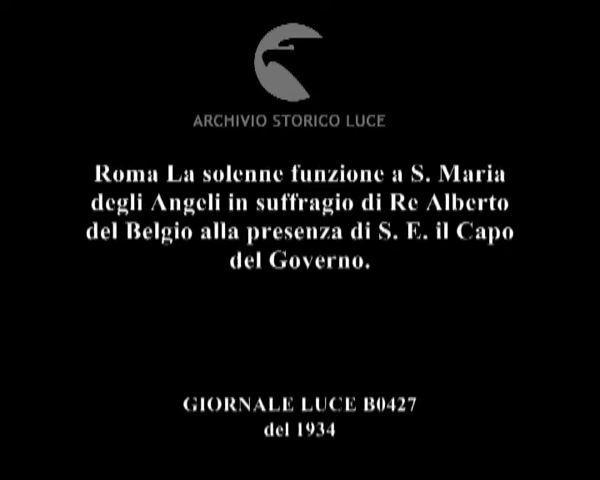 ARCHIVIO STORICO LUCE
Roma La solenne funzione a S. Maria
degli Angeli in suffragio di Re Alberto
del Belgio alla presenza di S. E. il Capo
del Governo.
GIORNALE LUCE B0427
del 1934